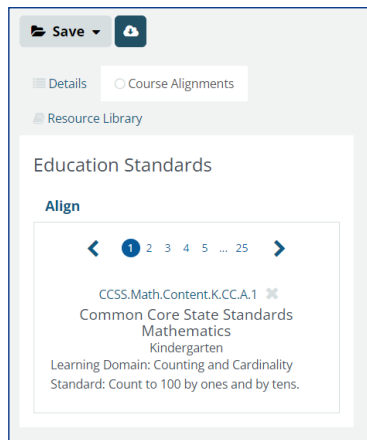 Save
Details
Course Alignments
Resource Library
Education Standards
Align
1 2 3 4 5 ... 25
CCSS.Math.Content.K.CC.A.1
Common Core State Standards
Mathematics
Kindergarten
Learning Domain: Counting and Cardinality
Standard: Count to 100 by ones and by tens.